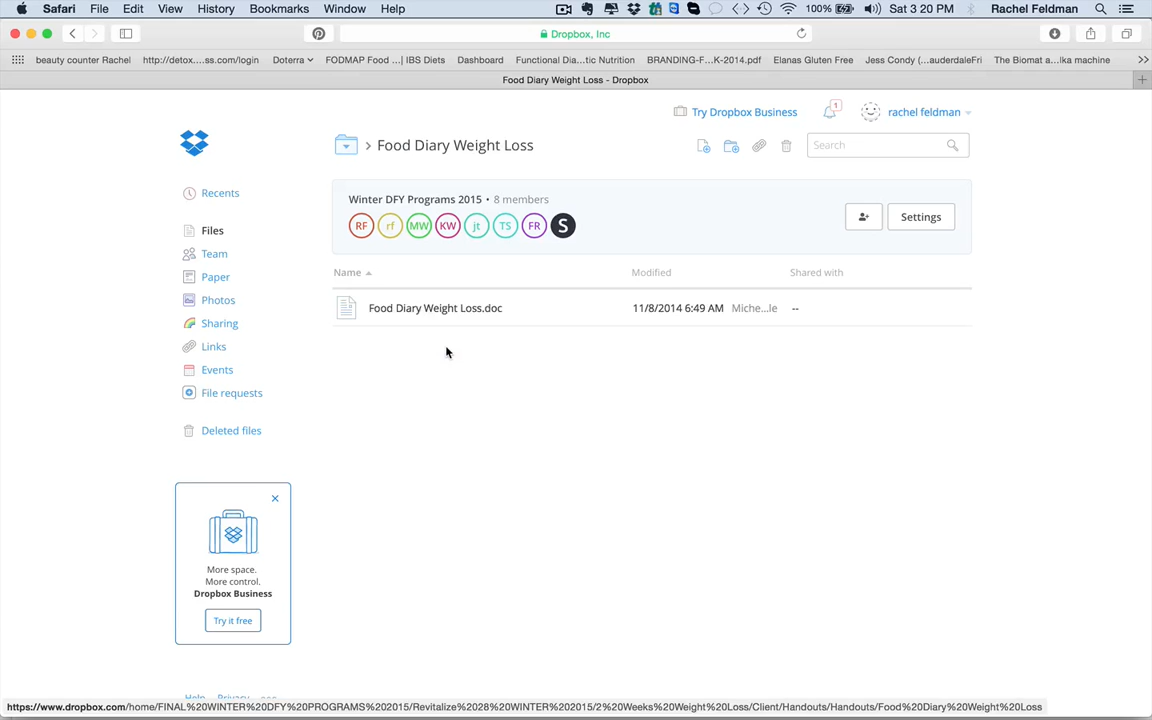 Safari File Edit View History Bookmarks Window Help 100% Sat 3 20 PM Rachel Feldman
Dropbox, Inc
beauty counter Rachel http://detox....ss.com/login Doterra FODMAP Food ...| IBS Diets Dashboard Functional Dia...tic Nutrition BRANDING-F...K-2014.pdf Elanas Gluten Free Jess Condy (...auderdaleFri The Biomat a...lka machine >>
Food Diary Weight Loss - Dropbox
Try Dropbox Business 1 rachel feldman
Food Diary Weight Loss
Search
Recents
Files
Team
Paper
Photos
Sharing
Links
Events
File requests
Deleted files
Winter DFY Programs 2015 • 8 members
RF rf MW KW jt TS FR S
Settings
Name Modified Shared with
Food Diary Weight Loss.doc 11/8/2014 6:49 AM Miche...le --
More space.
More control.
Dropbox Business
Try it free
Help Privacy
https://www.dropbox.com/home/FINAL%20WINTER%20DFY%20PROGRAMS%202015/Revitalize%2028%20WINTER%202015/2%20Weeks%20Weight%20Loss/Client/Handouts/Handouts/Food%20Diary%20Weight%20Loss